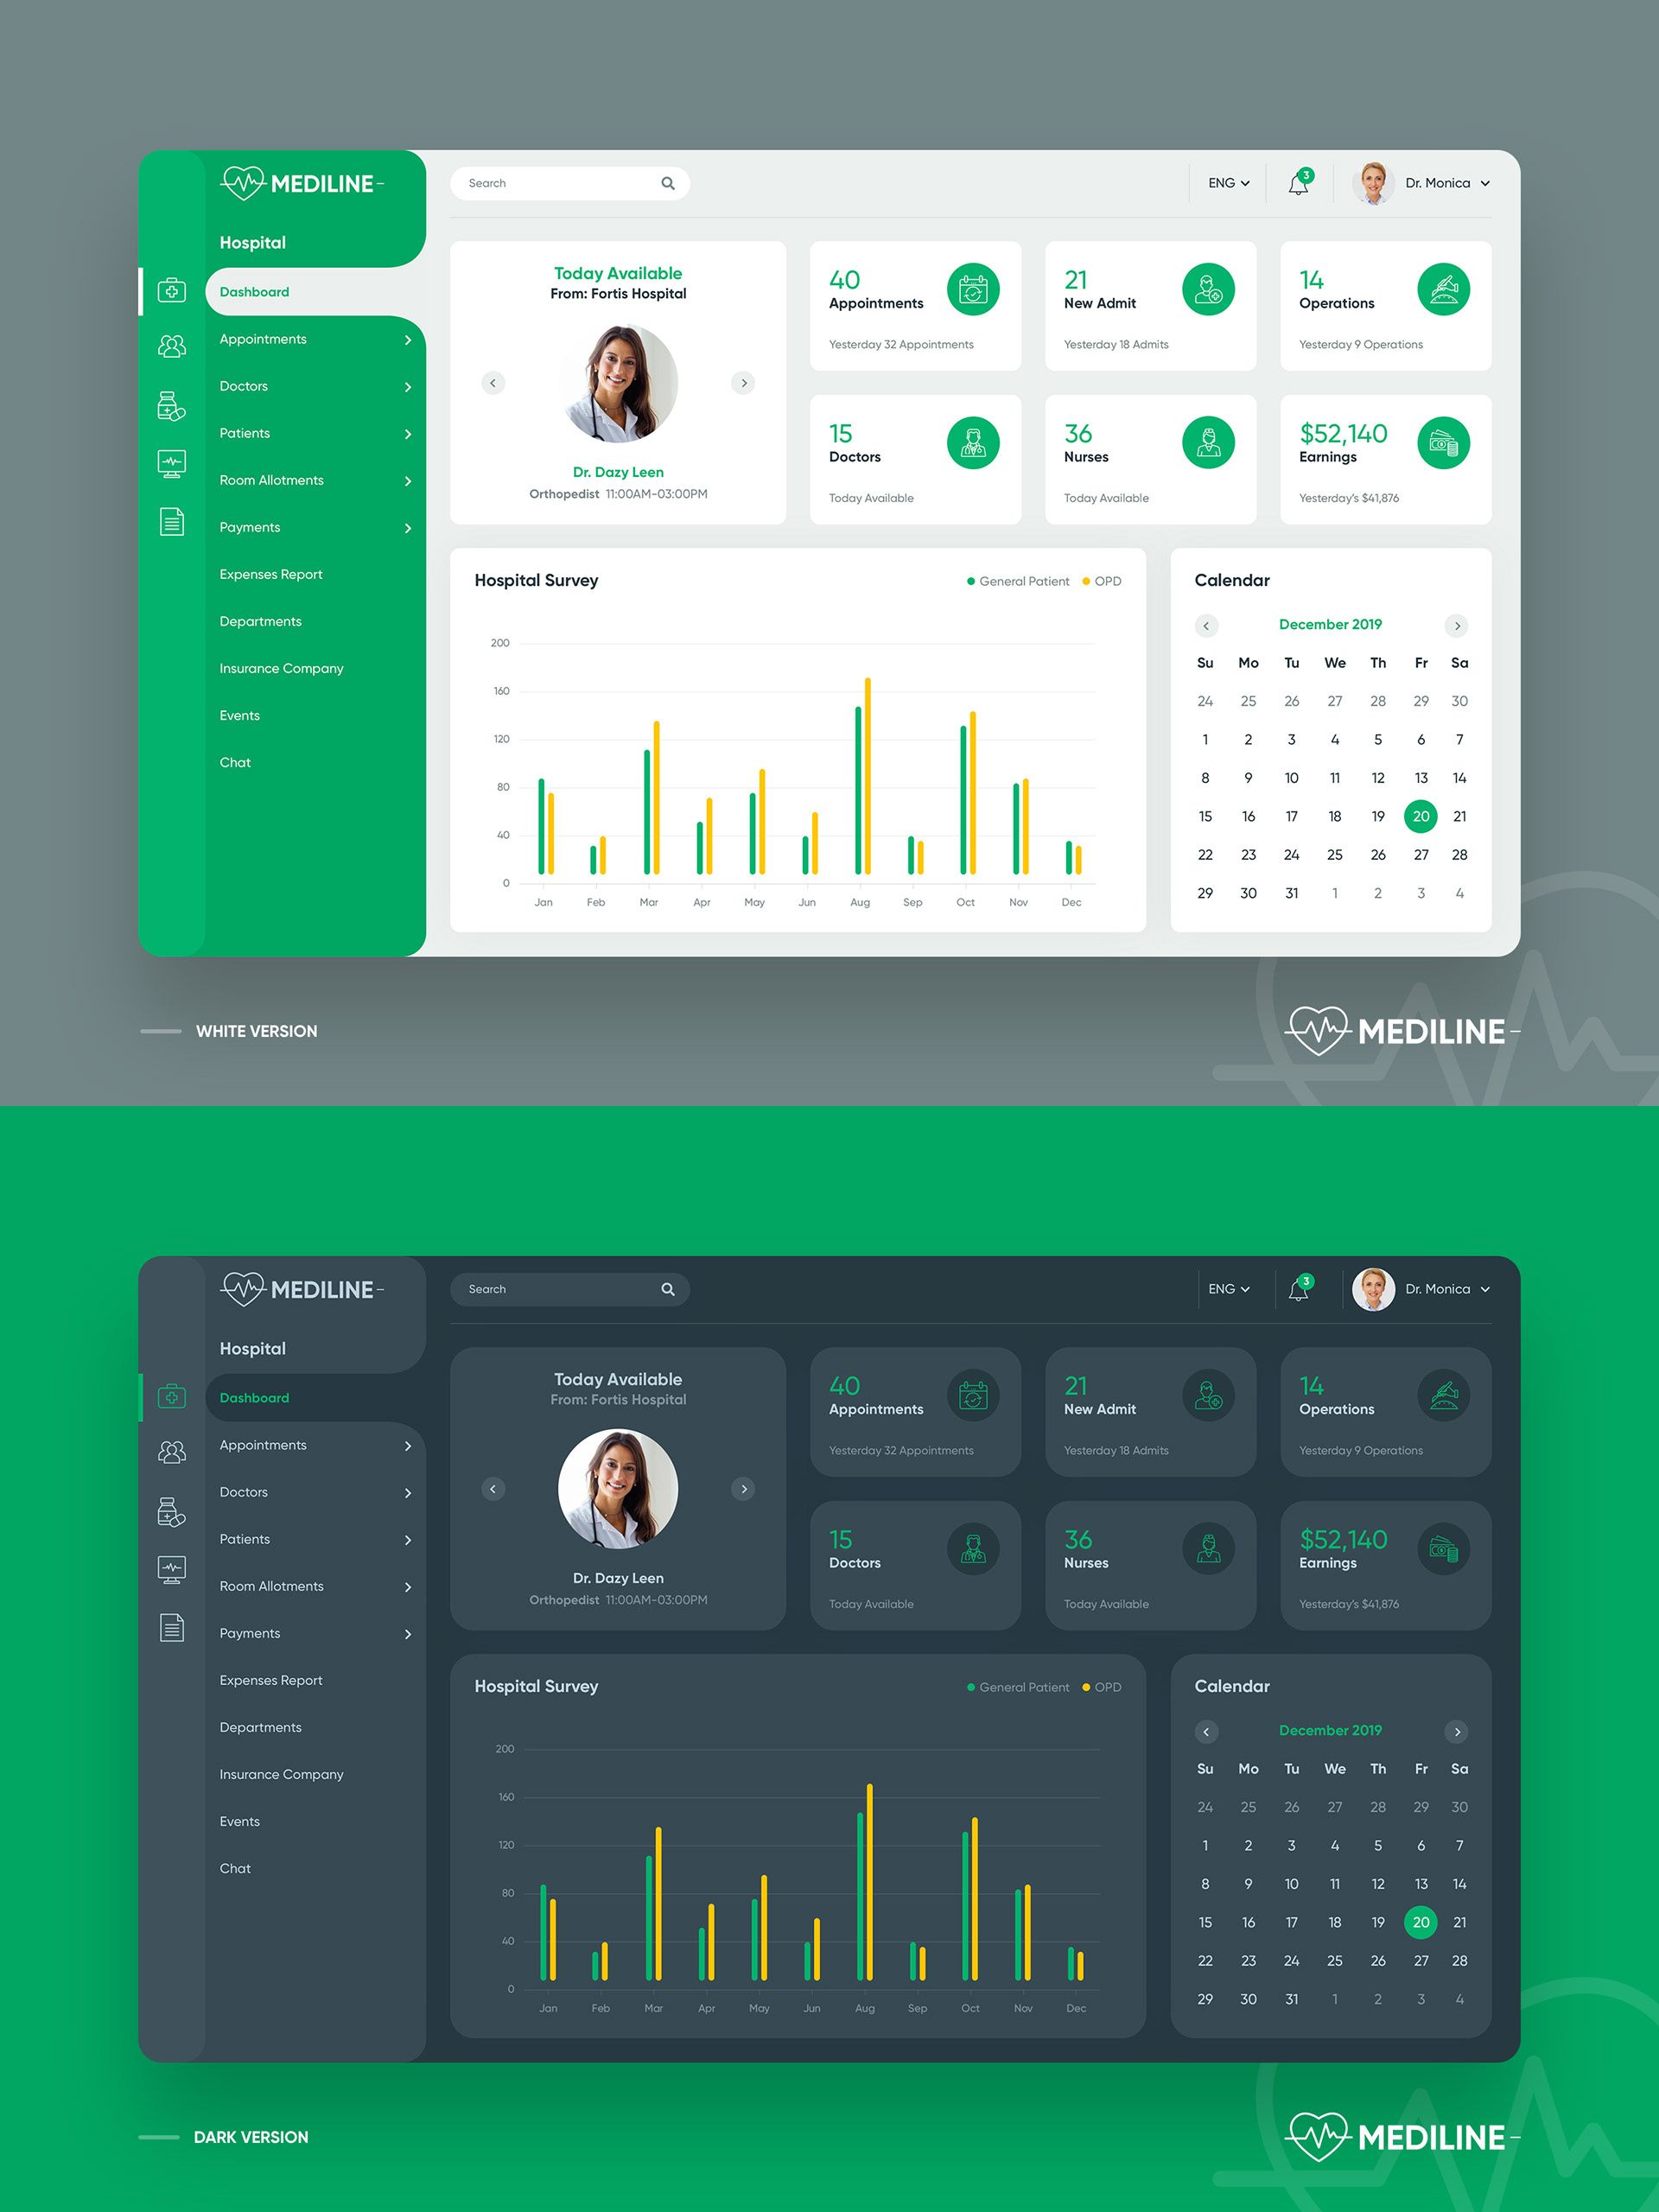 MEDILINE
Search
ENG
3
Dr. Monica
Hospital
Dashboard
Appointments
Doctors
Patients
Room Allotments
Payments
Expenses Report
Departments
Insurance Company
Events
Chat
Today Available
From: Fortis Hospital
Dr. Dazy Leen
Orthopedist 11:00AM-03:00PM
40
Appointments
Yesterday 32 Appointments
21
New Admit
Yesterday 18 Admits
14
Operations
Yesterday 9 Operations
15
Doctors
Today Available
36
Nurses
Today Available
$52,140
Earnings
Yesterday's $41,876
Hospital Survey
General Patient OPD
200
160
120
80
40
0
Jan Feb Mar Apr May Jun Aug Sep Oct Nov Dec
Calendar
December 2019
Su Mo Tu We Th Fr Sa
24 25 26 27 28 29 30
1 2 3 4 5 6 7
8 9 10 11 12 13 14
15 16 17 18 19 20 21
22 23 24 25 26 27 28
29 30 31 1 2 3 4
WHITE VERSION
MEDILINE
MEDILINE
Search
ENG
3
Dr. Monica
Hospital
Dashboard
Appointments
Doctors
Patients
Room Allotments
Payments
Expenses Report
Departments
Insurance Company
Events
Chat
Today Available
From: Fortis Hospital
Dr. Dazy Leen
Orthopedist 11:00AM-03:00PM
40
Appointments
Yesterday 32 Appointments
21
New Admit
Yesterday 18 Admits
14
Operations
Yesterday 9 Operations
15
Doctors
Today Available
36
Nurses
Today Available
$52,140
Earnings
Yesterday's $41,876
Hospital Survey
General Patient OPD
200
160
120
80
40
0
Jan Feb Mar Apr May Jun Aug Sep Oct Nov Dec
Calendar
December 2019
Su Mo Tu We Th Fr Sa
24 25 26 27 28 29 30
1 2 3 4 5 6 7
8 9 10 11 12 13 14
15 16 17 18 19 20 21
22 23 24 25 26 27 28
29 30 31 1 2 3 4
DARK VERSION
MEDILINE